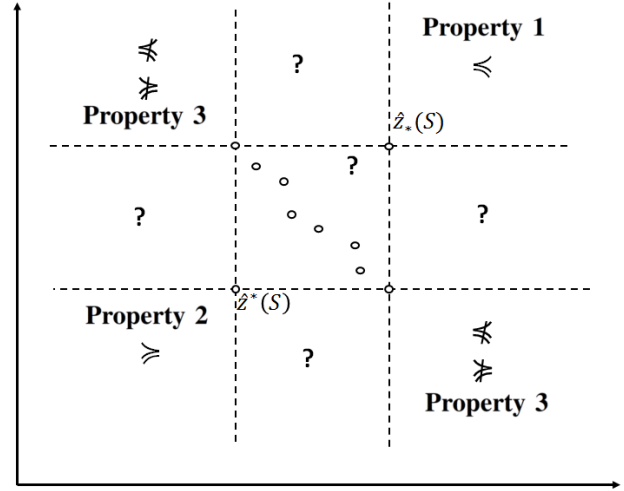 Property 1
≼
⋠
⋡
Property 3
?
ẑ*(S)
?
?
?
ẑ*(S)
Property 2
≽
?
⋠
⋡
Property 3